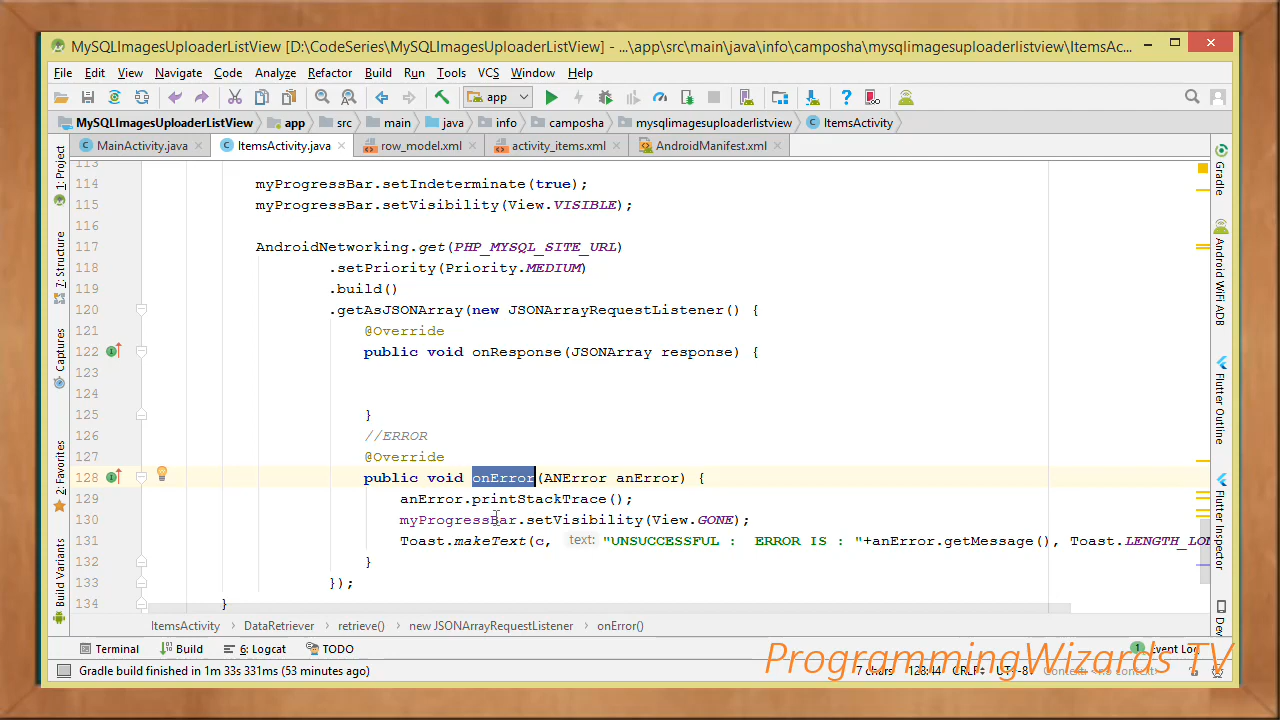 MySQLImagesUploaderListView [D:\CodeSeries\MySQLImagesUploaderListView] - ...\app\src\main\java\info\camposha\mysqlimagesuploaderlistview\ItemsAc...
File Edit View Navigate Code Analyze Refactor Build Run Tools VCS Window Help
app
MySQLImagesUploaderListView app src main java info camposha mysqlimagesuploaderlistview ItemsActivity
MainActivity.java ItemsActivity.java row_model.xml activity_items.xml AndroidManifest.xml
113
114 myProgressBar.setIndeterminate(true);
115 myProgressBar.setVisibility(View.VISIBLE);
116
117 AndroidNetworking.get(PHP_MYSQL_SITE_URL)
118 .setPriority(Priority.MEDIUM)
119 .build()
120 .getAsJSONArray(new JSONArrayRequestListener() {
121 @Override
122 public void onResponse(JSONArray response) {
123
124
125 }
126 //ERROR
127 @Override
128 public void onError(ANError anError) {
129 anError.printStackTrace();
130 myProgressBar.setVisibility(View.GONE);
131 Toast.makeText(c, text: "UNSUCCESSFUL :  ERROR IS : "+anError.getMessage(), Toast.LENGTH_LO
132 }
133 });
134 }
1: Project
7: Structure
Captures
2: Favorites
Build Variants
Gradle
Android WiFi ADB
Flutter Outline
Flutter Inspector
ItemsActivity DataRetriever retrieve() new JSONArrayRequestListener onError()
Terminal Build 6: Logcat TODO 1 Event Log
Gradle build finished in 1m 33s 331ms (53 minutes ago) 7 chars 128:44 CRLF UTF-8 Context: <no context>
ProgrammingWizards TV